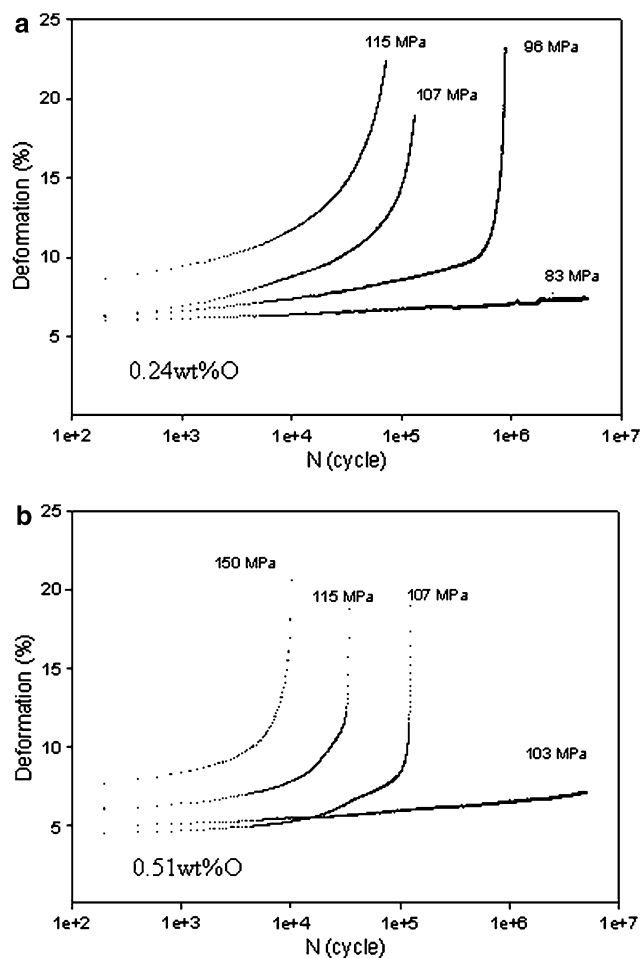 a
25
20
15
10
5
Deformation (%)
115 MPa
107 MPa
96 MPa
83 MPa
0.24wt%O
1e+2 1e+3 1e+4 1e+5 1e+6 1e+7
N (cycle)
b
25
20
15
10
5
0
Deformation (%)
150 MPa
115 MPa
107 MPa
103 MPa
0.51wt%O
1e+2 1e+3 1e+4 1e+5 1e+6 1e+7
N (cycle)